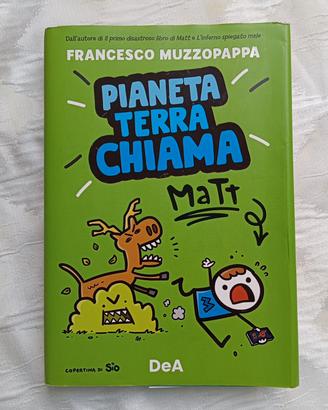 Dall'autore di Il primo disastroso libro di Matt e L'inferno spiegato male
FRANCESCO MUZZOPAPPA
PIANETA
TERRA
CHIAMA
MaTT
COPERTINA DI SIO
DeA